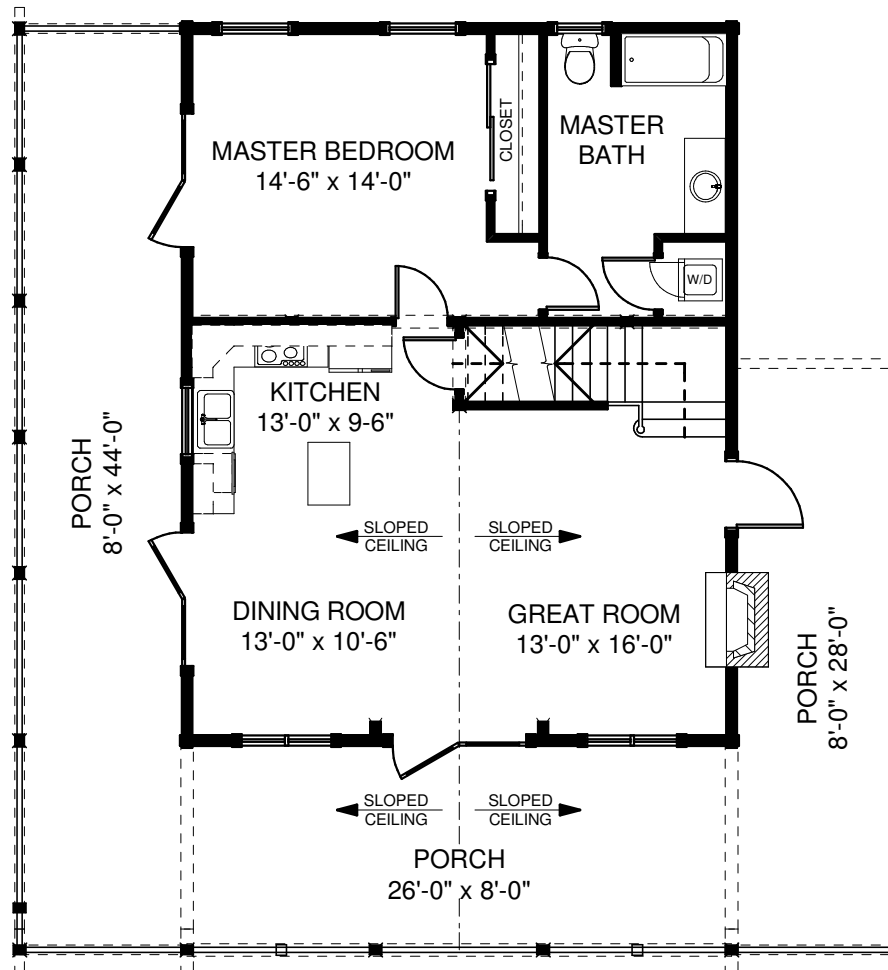 MASTER BEDROOM
14'-6" x 14'-0"
CLOSET
MASTER
BATH
W/D
KITCHEN
13'-0" x 9-6"
PORCH
8'-0" x 44'-0"
SLOPED
CEILING
SLOPED
CEILING
DINING ROOM
13'-0" x 10'-6"
GREAT ROOM
13'-0" x 16'-0"
PORCH
8'-0" x 28'-0"
SLOPED
CEILING
SLOPED
CEILING
PORCH
26'-0" x 8'-0"